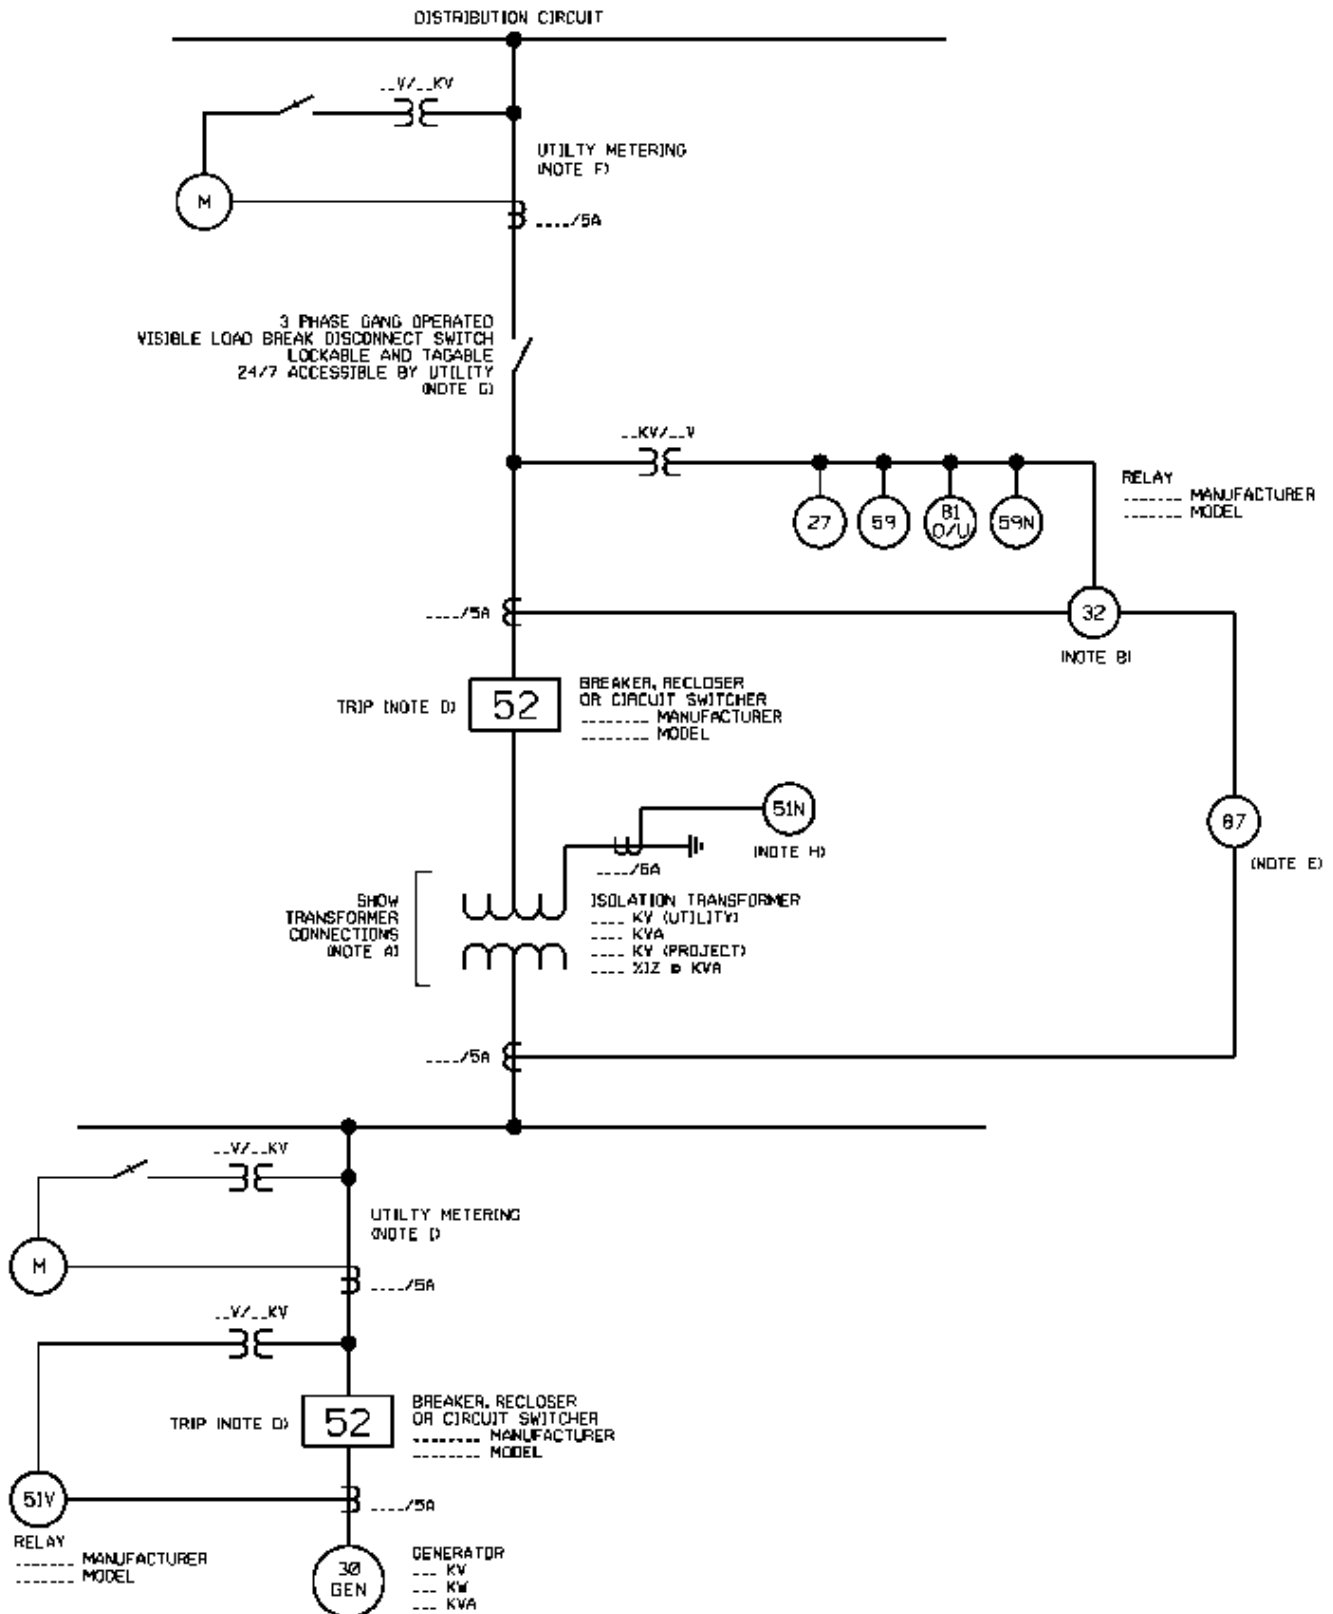 DISTRIBUTION CIRCUIT
__V/__KV
UTILTY METERING
(NOTE F)
M
____/5A
3 PHASE GANG OPERATED
VISIBLE LOAD BREAK DISCONNECT SWITCH
LOCKABLE AND TAGABLE
24/7 ACCESSIBLE BY UTILITY
(NOTE G)
__KV/__V
27
59
81
O/U
59N
RELAY
_______ MANUFACTURER
_______ MODEL
____/5A
32
(NOTE B)
TRIP (NOTE D)
52
BREAKER, RECLOSER
OR CIRCUIT SWITCHER
________ MANUFACTURER
________ MODEL
51N
(NOTE H)
____/5A
87
(NOTE E)
SHOW
TRANSFORMER
CONNECTIONS
(NOTE A)
ISOLATION TRANSFORMER
____ KV (UTILITY)
____ KVA
____ KV (PROJECT)
____ %IZ @ KVA
____/5A
__V/__KV
UTILTY METERING
(NOTE I)
M
____/5A
__V/__KV
TRIP (NOTE D)
52
BREAKER, RECLOSER
OR CIRCUIT SWITCHER
________ MANUFACTURER
________ MODEL
51V
____/5A
RELAY
_______ MANUFACTURER
_______ MODEL
3Ø
GEN
GENERATOR
___ KV
___ KW
___ KVA